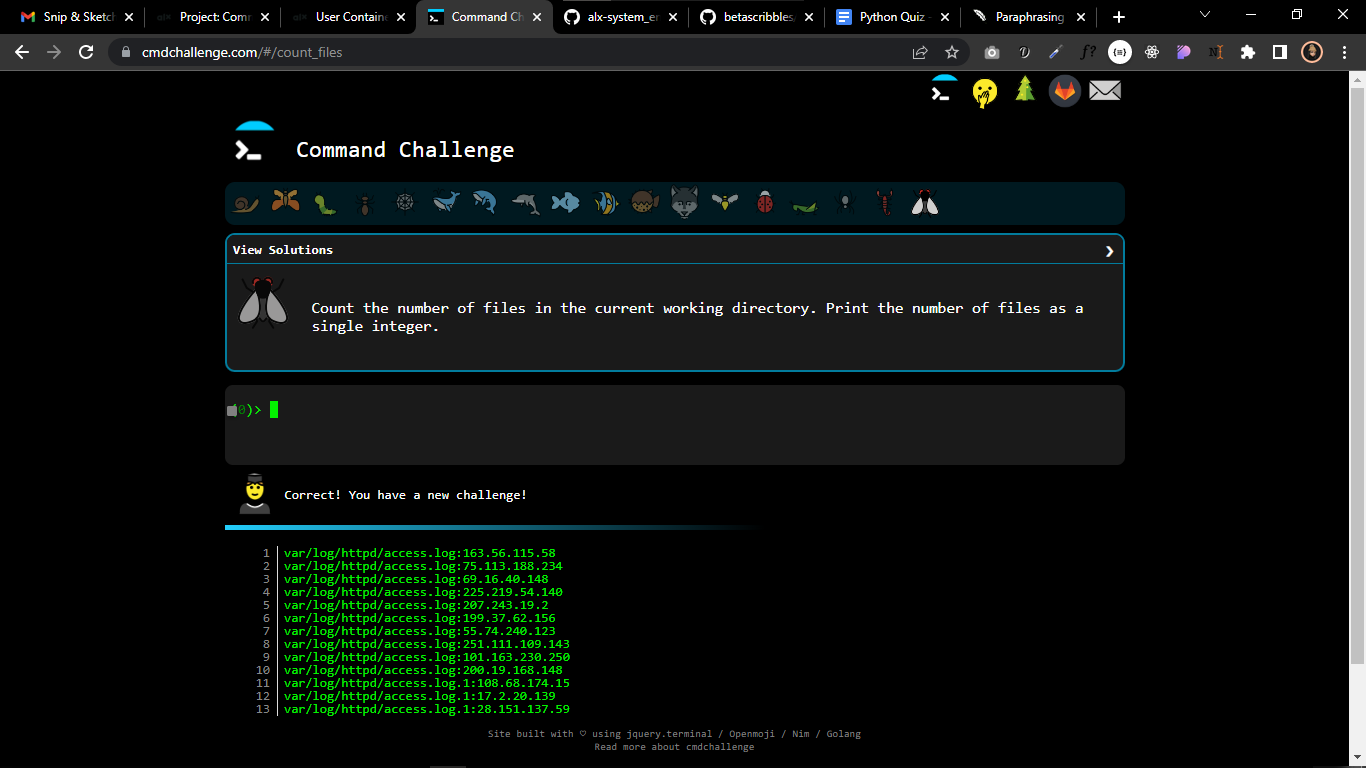 Snip & Sketch
Project: Comm
User Containe
Command Ch
alx-system_en
betascribbles/
Python Quiz -
Paraphrasing
cmdchallenge.com/#/count_files
Command Challenge
View Solutions
Count the number of files in the current working directory. Print the number of files as a
single integer.
(0)>
Correct! You have a new challenge!
1 var/log/httpd/access.log:163.56.115.58
2 var/log/httpd/access.log:75.113.188.234
3 var/log/httpd/access.log:69.16.40.148
4 var/log/httpd/access.log:225.219.54.140
5 var/log/httpd/access.log:207.243.19.2
6 var/log/httpd/access.log:199.37.62.156
7 var/log/httpd/access.log:55.74.240.123
8 var/log/httpd/access.log:251.111.109.143
9 var/log/httpd/access.log:101.163.230.250
10 var/log/httpd/access.log:200.19.168.148
11 var/log/httpd/access.log.1:108.68.174.15
12 var/log/httpd/access.log.1:17.2.20.139
13 var/log/httpd/access.log.1:28.151.137.59
Site built with ♡ using jquery.terminal / Openmoji / Nim / Golang
Read more about cmdchallenge